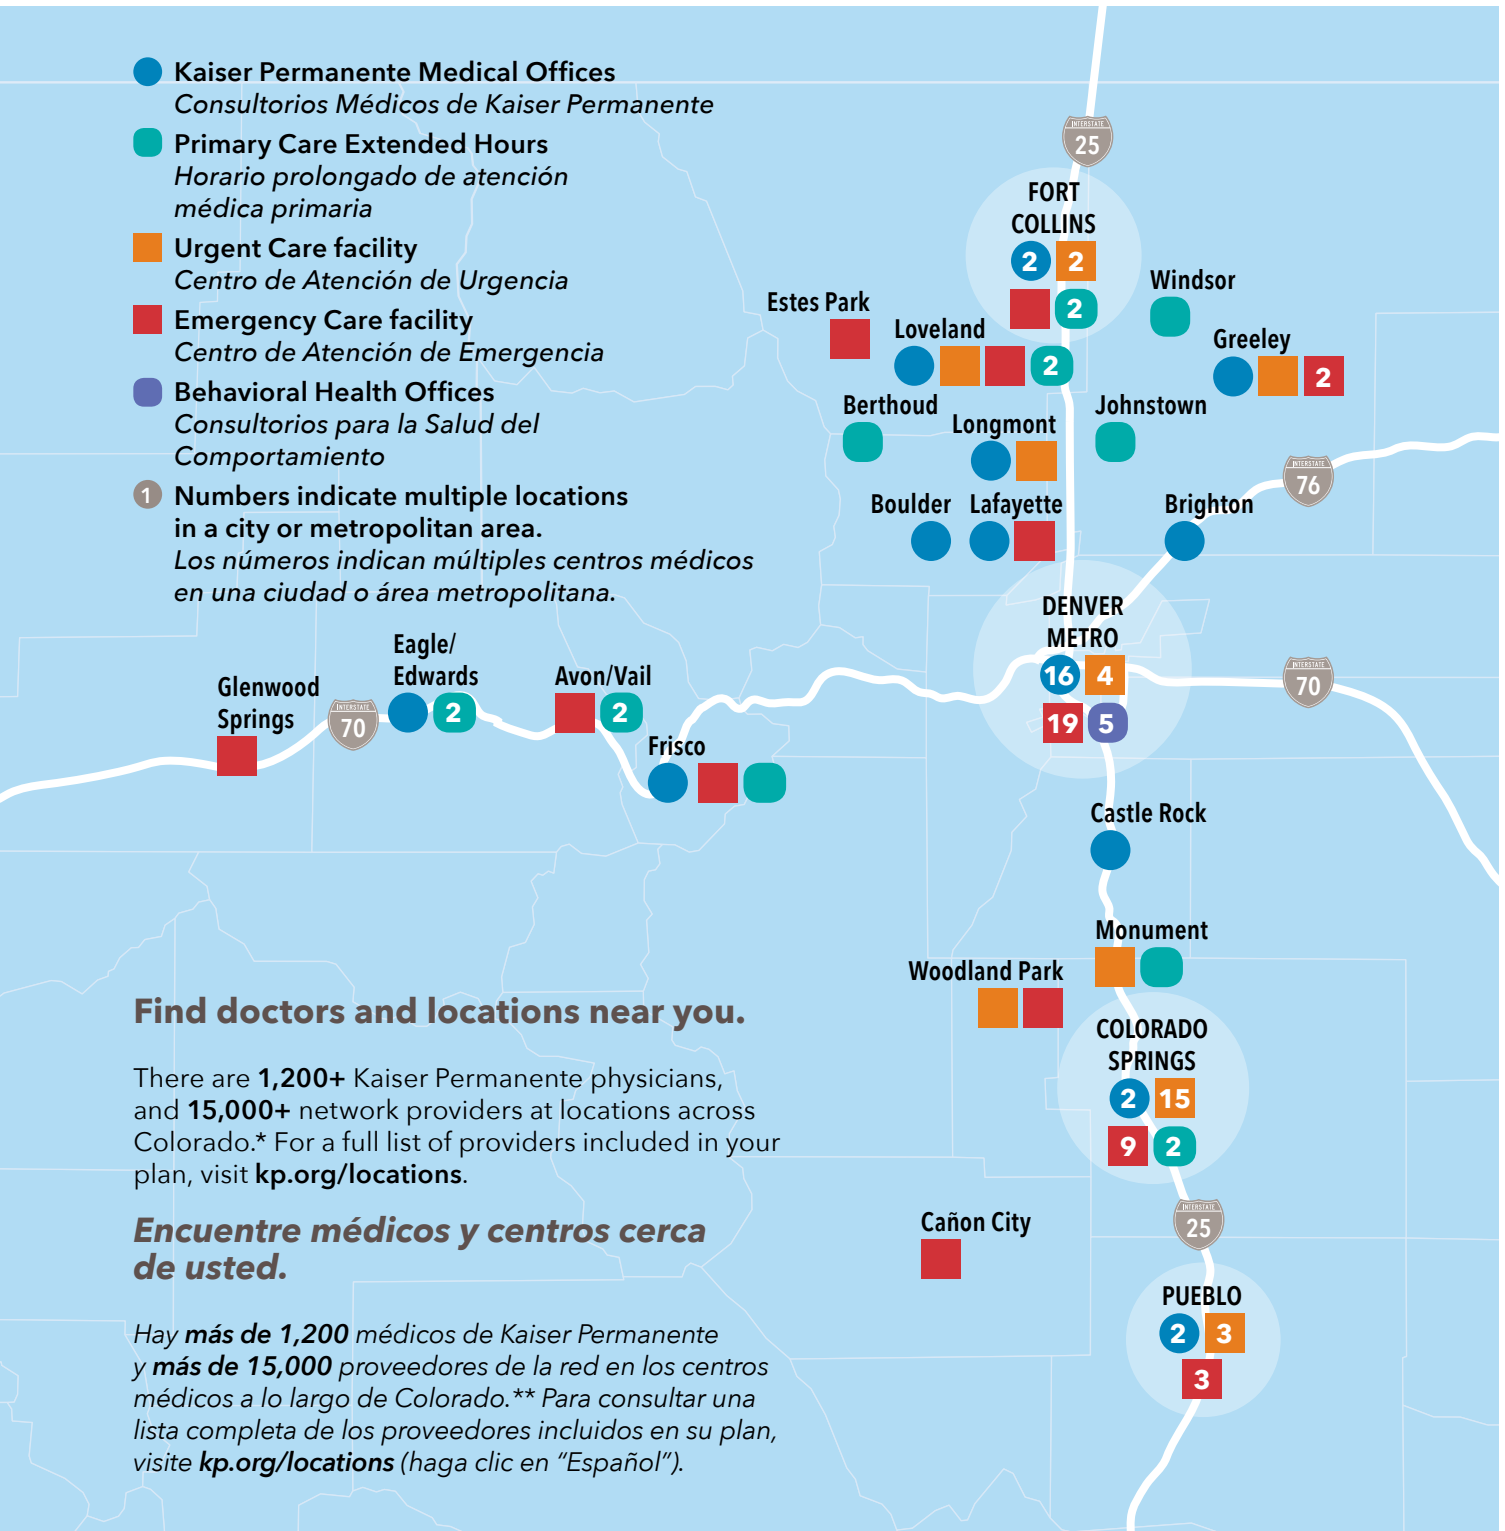 Kaiser Permanente Medical Offices
Consultorios Médicos de Kaiser Permanente
Primary Care Extended Hours
Horario prolongado de atención
médica primaria
Urgent Care facility
Centro de Atención de Urgencia
Emergency Care facility
Centro de Atención de Emergencia
Behavioral Health Offices
Consultorios para la Salud del
Comportamiento
1 Numbers indicate multiple locations
in a city or metropolitan area.
Los números indican múltiples centros médicos
en una ciudad o área metropolitana.
INTERSTATE
25
FORT
COLLINS
2 2
2
Windsor
Estes Park
Loveland
2
Greeley
2
Berthoud
Longmont
Johnstown
INTERSTATE
76
Boulder
Lafayette
Brighton
DENVER
METRO
16 4
19 5
INTERSTATE
70
Glenwood
Springs
INTERSTATE
70
Eagle/
Edwards
2
Avon/Vail
2
Frisco
Castle Rock
Monument
Woodland Park
COLORADO
SPRINGS
2 15
9 2
Cañon City
INTERSTATE
25
PUEBLO
2 3
3
Find doctors and locations near you.
There are 1,200+ Kaiser Permanente physicians,
and 15,000+ network providers at locations across
Colorado.* For a full list of providers included in your
plan, visit kp.org/locations.
Encuentre médicos y centros cerca
de usted.
Hay más de 1,200 médicos de Kaiser Permanente
y más de 15,000 proveedores de la red en los centros
médicos a lo largo de Colorado.** Para consultar una
lista completa de los proveedores incluidos en su plan,
visite kp.org/locations (haga clic en “Español”).